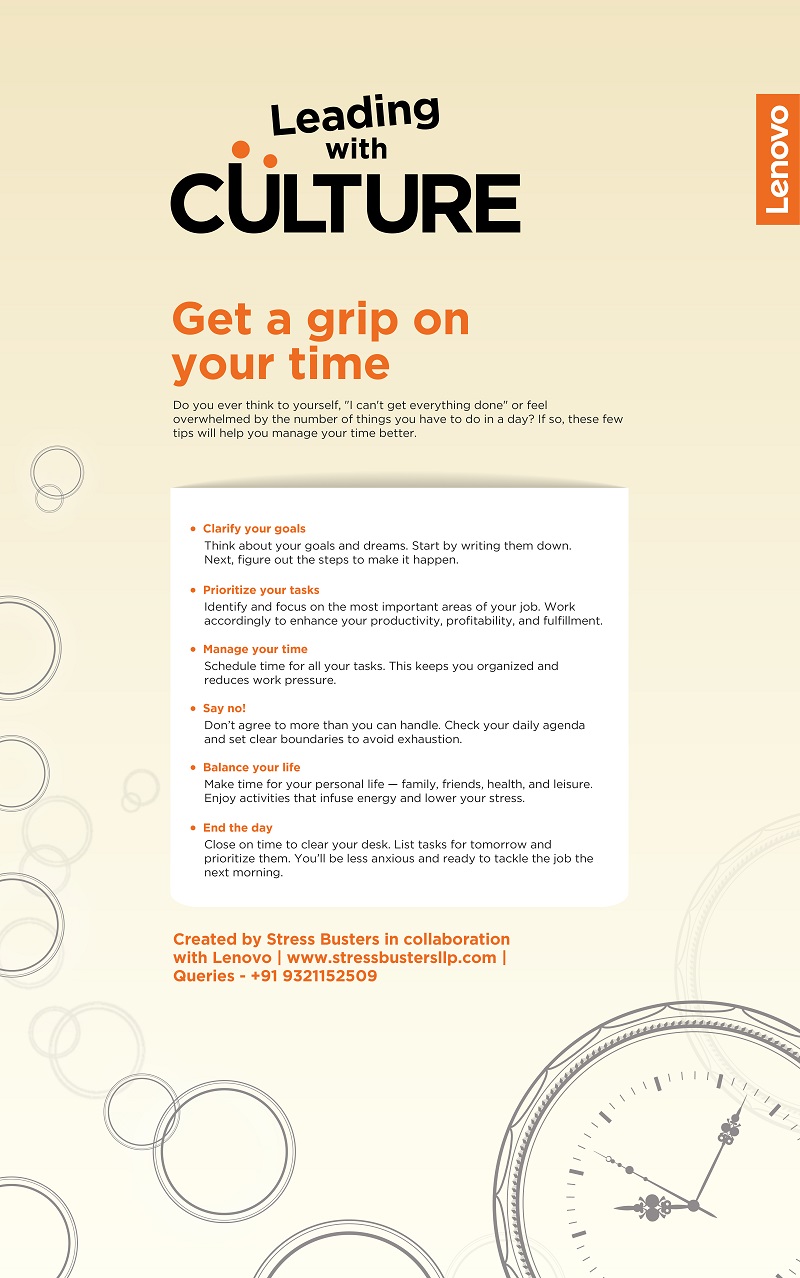 Leading
with
CULTURE
Lenovo
Get a grip on
your time
Do you ever think to yourself, "I can't get everything done" or feel
overwhelmed by the number of things you have to do in a day? If so, these few
tips will help you manage your time better.
• Clarify your goals
Think about your goals and dreams. Start by writing them down.
Next, figure out the steps to make it happen.
• Prioritize your tasks
Identify and focus on the most important areas of your job. Work
accordingly to enhance your productivity, profitability, and fulfillment.
• Manage your time
Schedule time for all your tasks. This keeps you organized and
reduces work pressure.
• Say no!
Don’t agree to more than you can handle. Check your daily agenda
and set clear boundaries to avoid exhaustion.
• Balance your life
Make time for your personal life — family, friends, health, and leisure.
Enjoy activities that infuse energy and lower your stress.
• End the day
Close on time to clear your desk. List tasks for tomorrow and
prioritize them. You’ll be less anxious and ready to tackle the job the
next morning.
Created by Stress Busters in collaboration
with Lenovo | www.stressbustersllp.com |
Queries - +91 9321152509